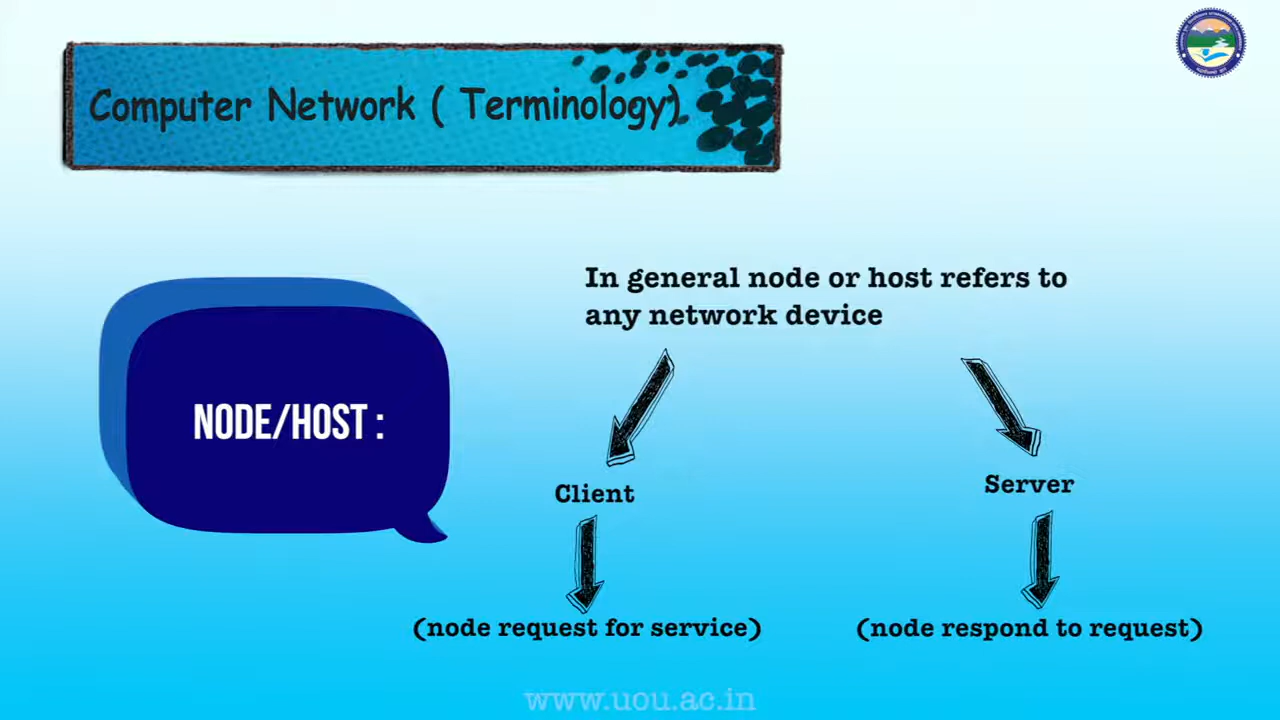 Computer Network ( Terminology)
In general node or host refers to
any network device
NODE/HOST :
Client
Server
(node request for service)
(node respond to request)
www.uou.ac.in